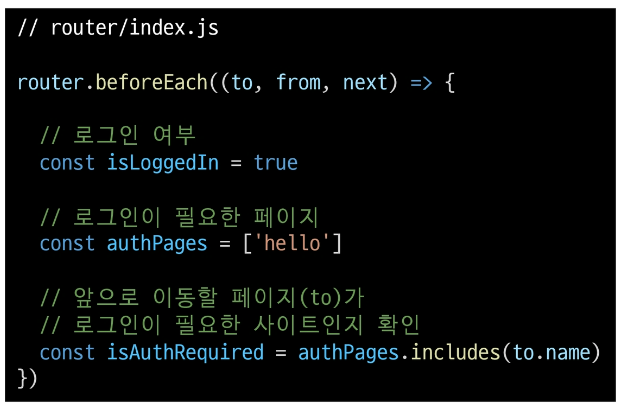 // router/index.js
router.beforeEach((to, from, next) => {
// 로그인 여부
const isLoggedIn = true
// 로그인이 필요한 페이지
const authPages = ['hello']
// 앞으로 이동할 페이지(to)가
// 로그인이 필요한 사이트인지 확인
const isAuthRequired = authPages.includes(to.name)
})